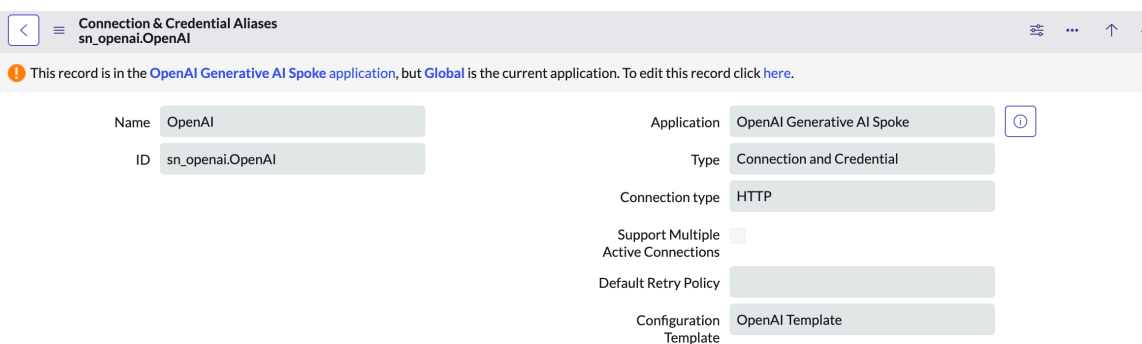 Connection & Credential Aliases
sn_openai.OpenAI
This record is in the OpenAI Generative AI Spoke application, but Global is the current application. To edit this record click here.
Name OpenAI
Application OpenAI Generative AI Spoke
ID sn_openai.OpenAI
Type Connection and Credential
Connection type HTTP
Support Multiple
Active Connections
Default Retry Policy
Configuration OpenAI Template
Template